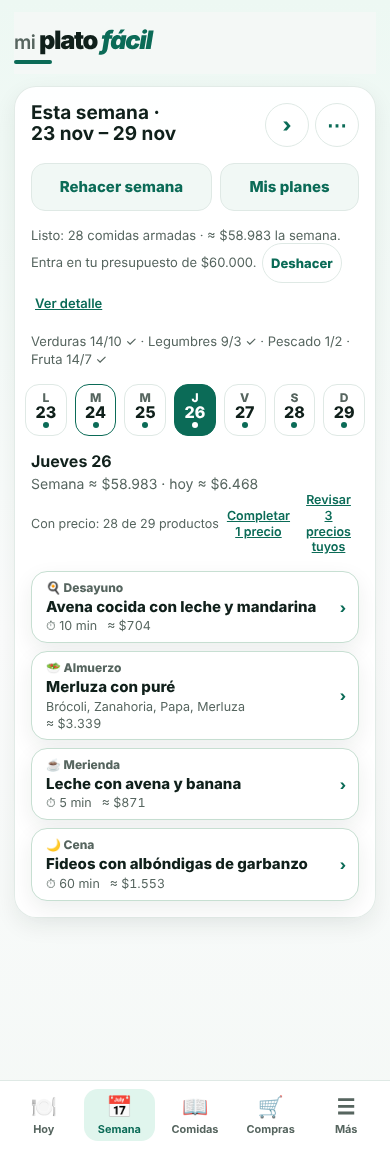 mi plato fácil
Esta semana ·
23 nov – 29 nov
›
⋯
Rehacer semana
Mis planes
Listo: 28 comidas armadas · ≈ $58.983 la semana.
Entra en tu presupuesto de $60.000.
Deshacer
Ver detalle
Verduras 14/10 ✓ · Legumbres 9/3 ✓ · Pescado 1/2 ·
Fruta 14/7 ✓
L M M J V S D
23 24 25 26 27 28 29
Jueves 26
Semana ≈ $58.983 · hoy ≈ $6.468
Con precio: 28 de 29 productos
Completar
1 precio
Revisar
3
precios
tuyos
🍳 Desayuno
Avena cocida con leche y mandarina
›
⏱ 10 min ≈ $704
🥗 Almuerzo
Merluza con puré
›
Brócoli, Zanahoria, Papa, Merluza
≈ $3.339
☕ Merienda
Leche con avena y banana
›
⏱ 5 min ≈ $871
🌙 Cena
Fideos con albóndigas de garbanzo
›
⏱ 60 min ≈ $1.553
JULY
17
Hoy Semana Comidas Compras Más